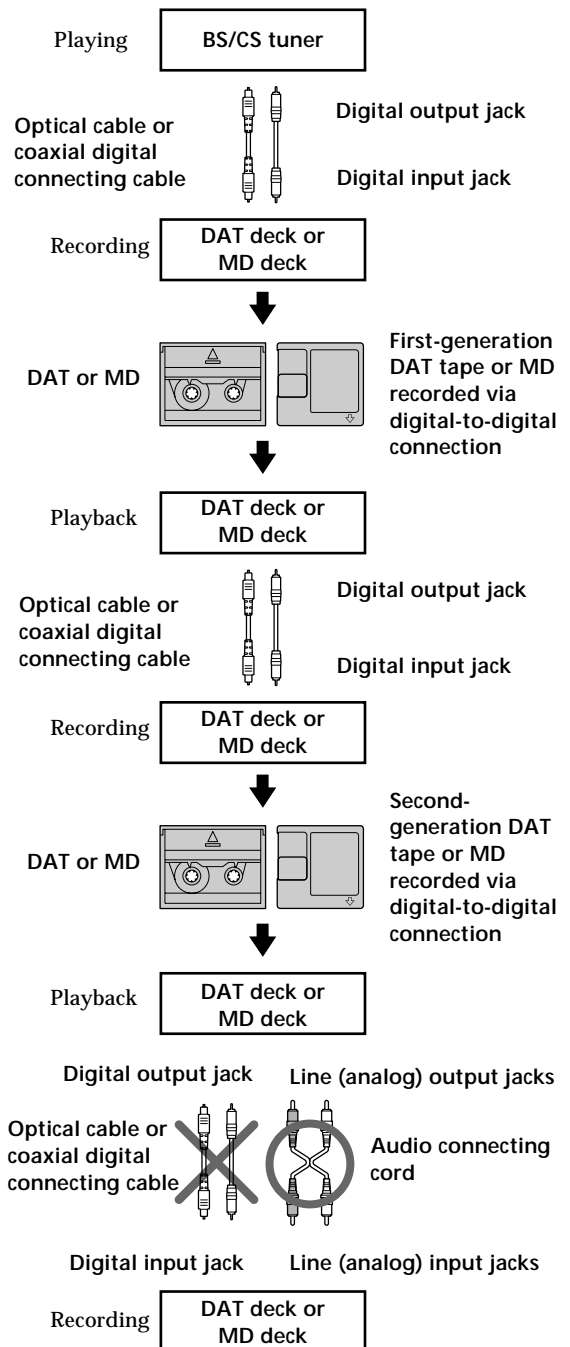 Playing
BS/CS tuner
Optical cable or
coaxial digital
connecting cable
Digital output jack
Digital input jack
Recording
DAT deck or
MD deck
DAT or MD
First-generation
DAT tape or MD
recorded via
digital-to-digital
connection
Playback
DAT deck or
MD deck
Optical cable or
coaxial digital
connecting cable
Digital output jack
Digital input jack
Recording
DAT deck or
MD deck
DAT or MD
Second-
generation DAT
tape or MD
recorded via
digital-to-digital
connection
Playback
DAT deck or
MD deck
Digital output jack
Line (analog) output jacks
Optical cable or
coaxial digital
connecting cable
Audio connecting
cord
Digital input jack
Line (analog) input jacks
Recording
DAT deck or
MD deck